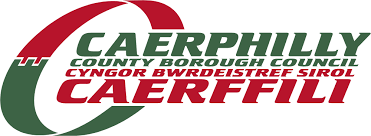 CAERPHILLY
COUNTY BOROUGH COUNCIL
CYNGOR BWRDEISTREF SIROL
CAERFFILI